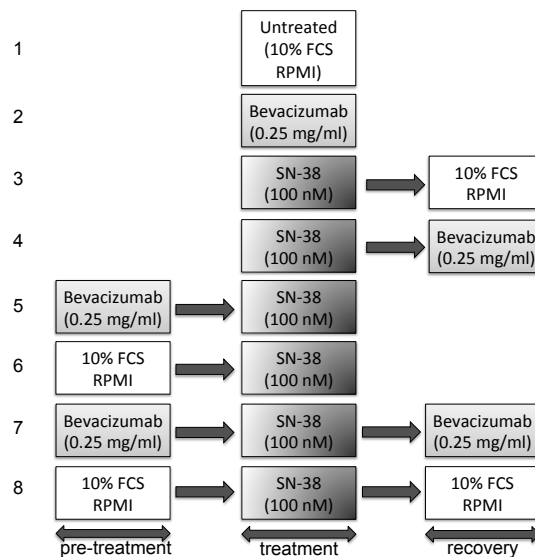 1
Untreated
(10% FCS
RPMI)
2
Bevacizumab
(0.25 mg/ml)
3
SN-38
(100 nM)
10% FCS
RPMI
4
SN-38
(100 nM)
Bevacizumab
(0.25 mg/ml)
5
Bevacizumab
(0.25 mg/ml)
SN-38
(100 nM)
6
10% FCS
RPMI
SN-38
(100 nM)
7
Bevacizumab
(0.25 mg/ml)
SN-38
(100 nM)
Bevacizumab
(0.25 mg/ml)
8
10% FCS
RPMI
SN-38
(100 nM)
10% FCS
RPMI
pre-treatment
treatment
recovery